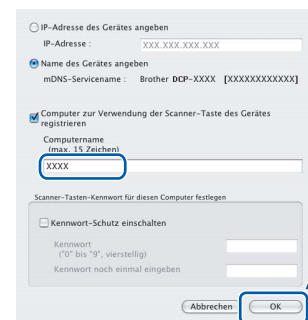 IP-Adresse des Gerätes angeben
IP-Adresse : XXX.XXX.XXX.XXX
Name des Gerätes angeben
mDNS-Servicename : Brother DCP-XXXX [XXXXXXXXXXXX]
Computer zur Verwendung der Scanner-Taste des Gerätes
registrieren
Computername
(max. 15 Zeichen)
XXXX
Scanner-Tasten-Kennwort für diesen Computer festlegen
Kennwort-Schutz einschalten
Kennwort
("0" bis "9", vierstellig)
Kennwort noch einmal eingeben
Abbrechen OK